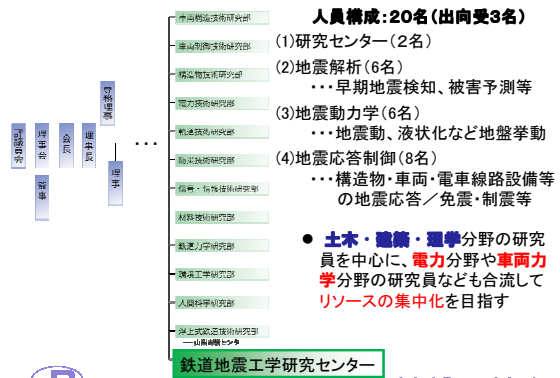 車両構造技術研究部
車両制御技術研究部
構造物技術研究部
電力技術研究部
軌道技術研究部
防災技術研究部
信号・情報技術研究部
材料技術研究部
鉄道力学研究部
環境工学研究部
人間科学研究部
浮上式鉄道技術研究部
鉄道地震工学研究センター
評議員会
理事会
監事
会長
理事長
専務理事
理事
・・・
人員構成:20名(出向受3名)
(1)研究センター(2名)
(2)地震解析(6名)
・・・早期地震検知、被害予測等
(3)地震動力学(6名)
・・・地震動、液状化など地盤挙動
(4)地震応答制御(8名)
・・・構造物・車両・電車線路設備等
の地震応答/免震・制震等
● 土木・建築・理学分野の研究
員を中心に、電力分野や車両力
学分野の研究員なども合流して
リソースの集中化を目指す